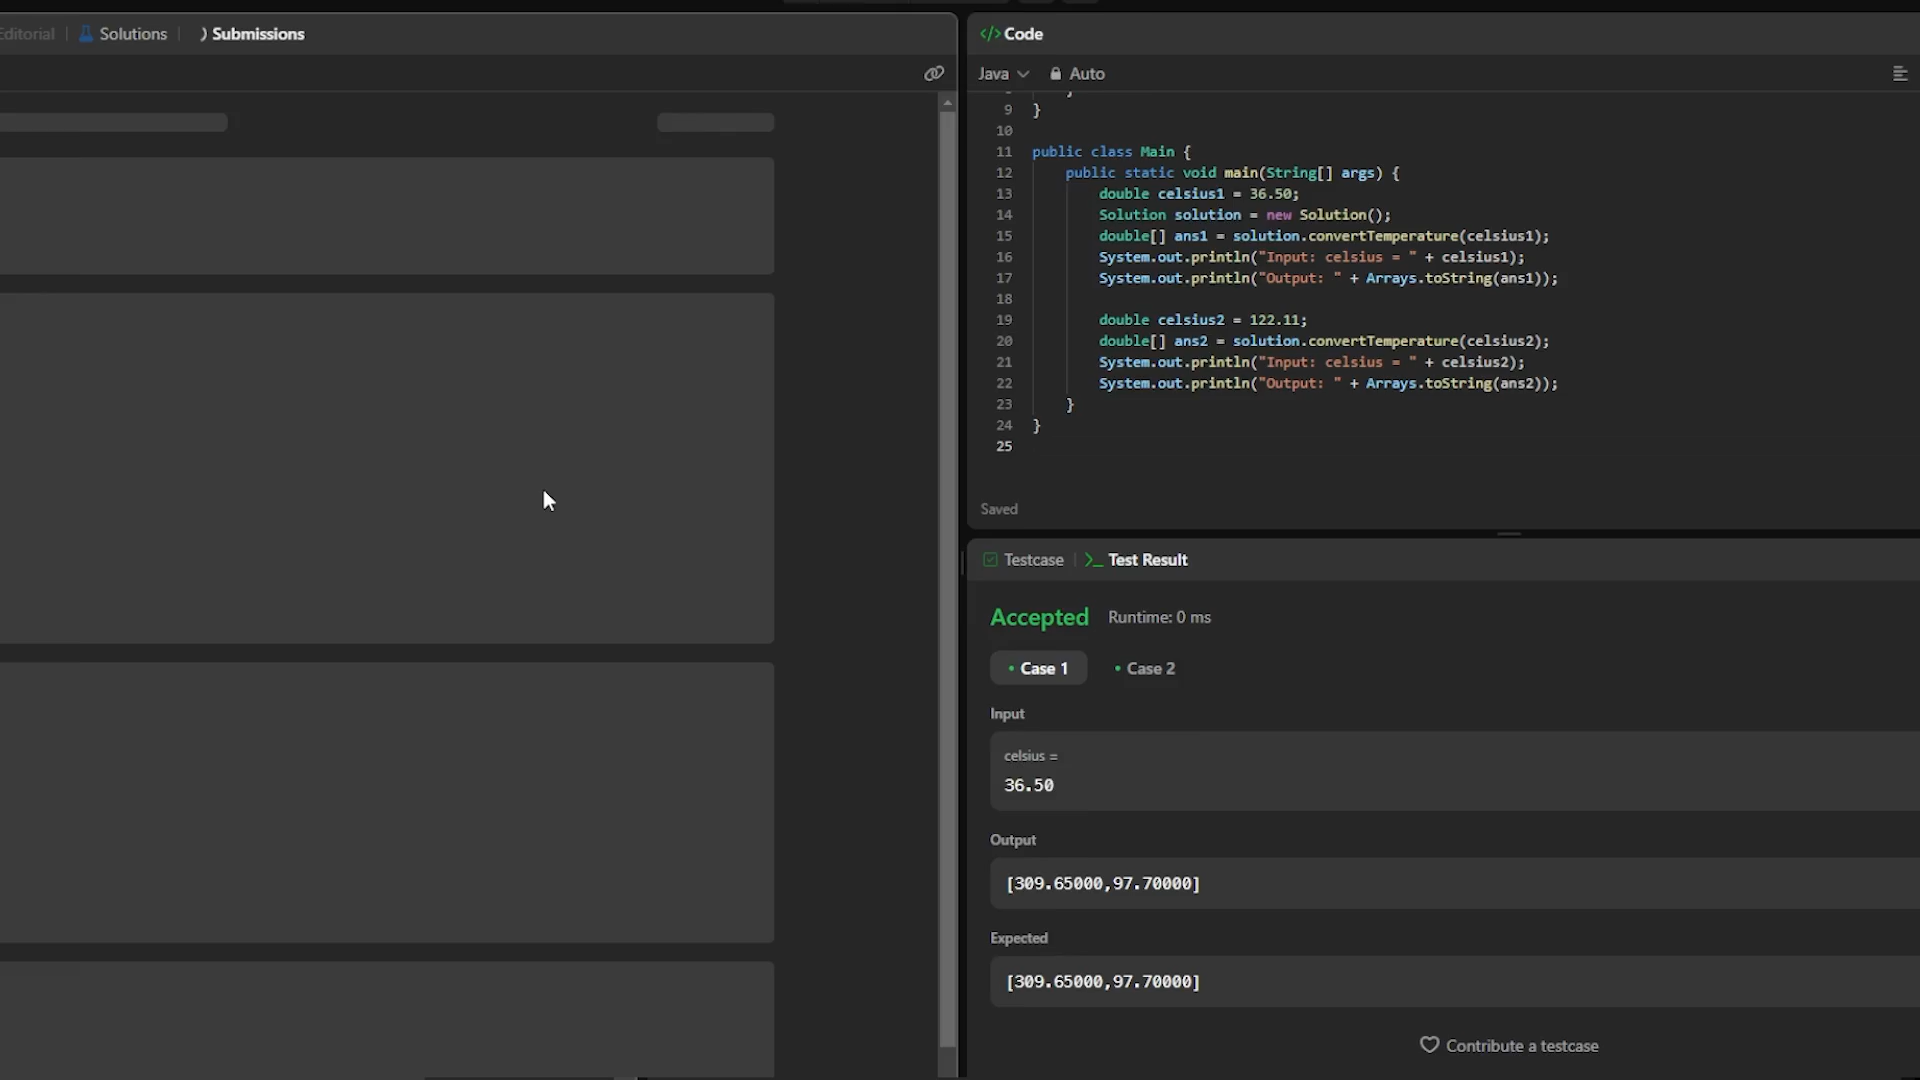 Editorial
Solutions
Submissions
</> Code
Java
Auto
9 }
10
11 public class Main {
12 public static void main(String[] args) {
13 double celsius1 = 36.50;
14 Solution solution = new Solution();
15 double[] ans1 = solution.convertTemperature(celsius1);
16 System.out.println("Input: celsius = " + celsius1);
17 System.out.println("Output: " + Arrays.toString(ans1));
18
19 double celsius2 = 122.11;
20 double[] ans2 = solution.convertTemperature(celsius2);
21 System.out.println("Input: celsius = " + celsius2);
22 System.out.println("Output: " + Arrays.toString(ans2));
23 }
24 }
25
Saved
Testcase
>_ Test Result
Accepted Runtime: 0 ms
• Case 1 • Case 2
Input
celsius =
36.50
Output
[309.65000,97.70000]
Expected
[309.65000,97.70000]
Contribute a testcase